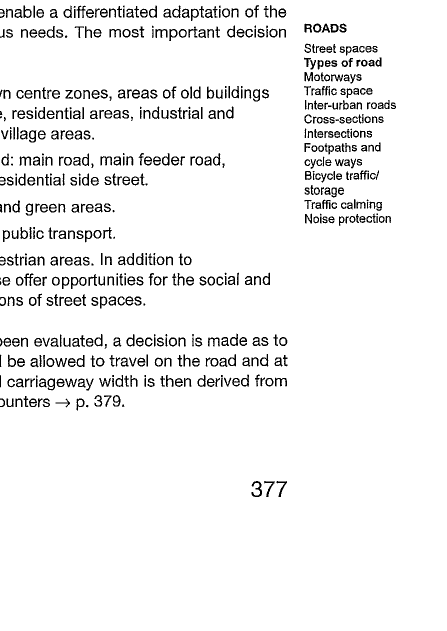 enable a differentiated adaptation of the
us needs. The most important decision
n centre zones, areas of old buildings
e, residential areas, industrial and
village areas.
d: main road, main feeder road,
esidential side street.
and green areas.
public transport.
estrian areas. In addition to
se offer opportunities for the social and
ons of street spaces.
een evaluated, a decision is made as to
be allowed to travel on the road and at
carriageway width is then derived from
ounters → p. 379.
377
ROADS
Street spaces
Types of road
Motorways
Traffic space
Inter-urban roads
Cross-sections
Intersections
Footpaths and
cycle ways
Bicycle traffic/
storage
Traffic calming
Noise protection